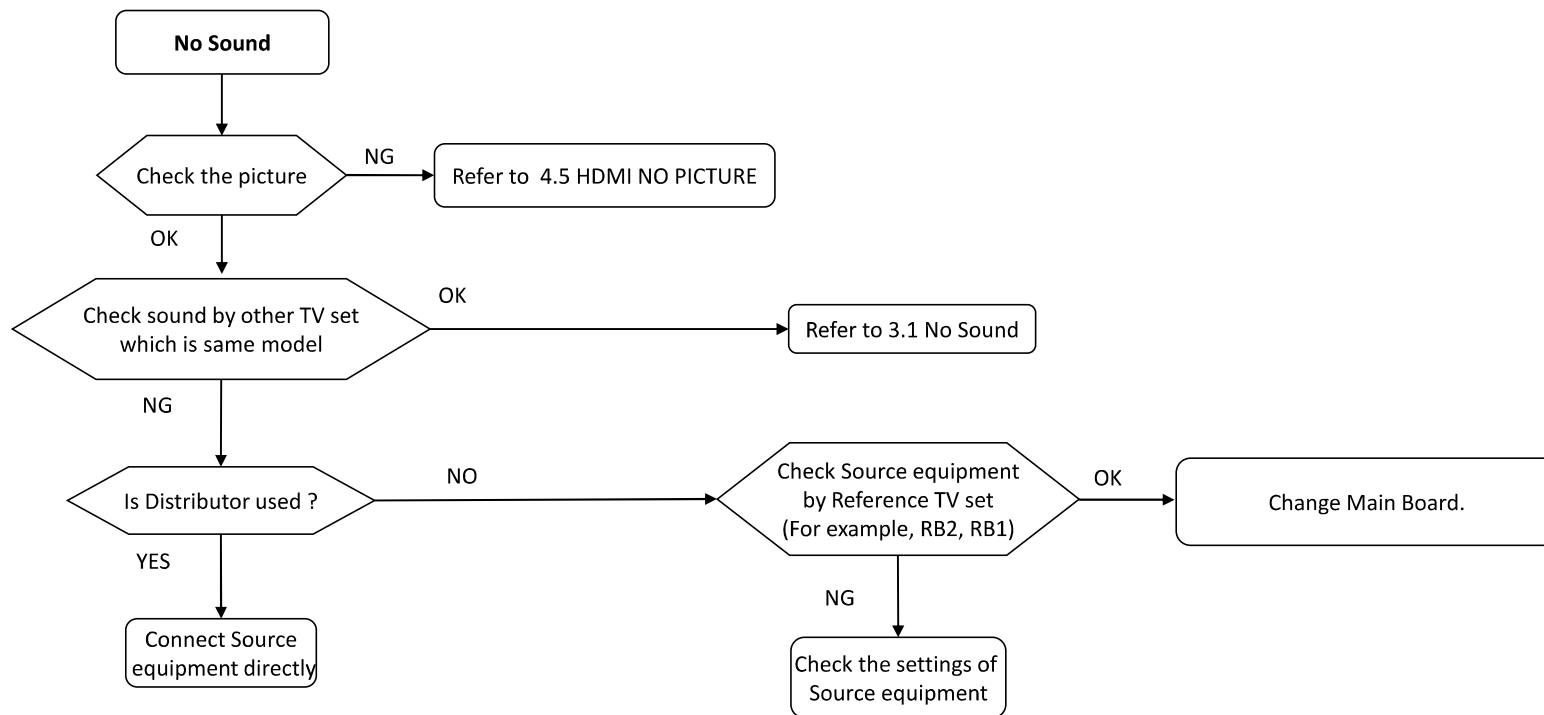 No Sound
Check the picture
NG
Refer to  4.5 HDMI NO PICTURE
OK
Check sound by other TV set
which is same model
OK
Refer to 3.1 No Sound
NG
Is Distributor used ?
NO
Check Source equipment
by Reference TV set
(For example, RB2, RB1)
OK
Change Main Board.
YES
Connect Source
equipment directly
NG
Check the settings of
Source equipment